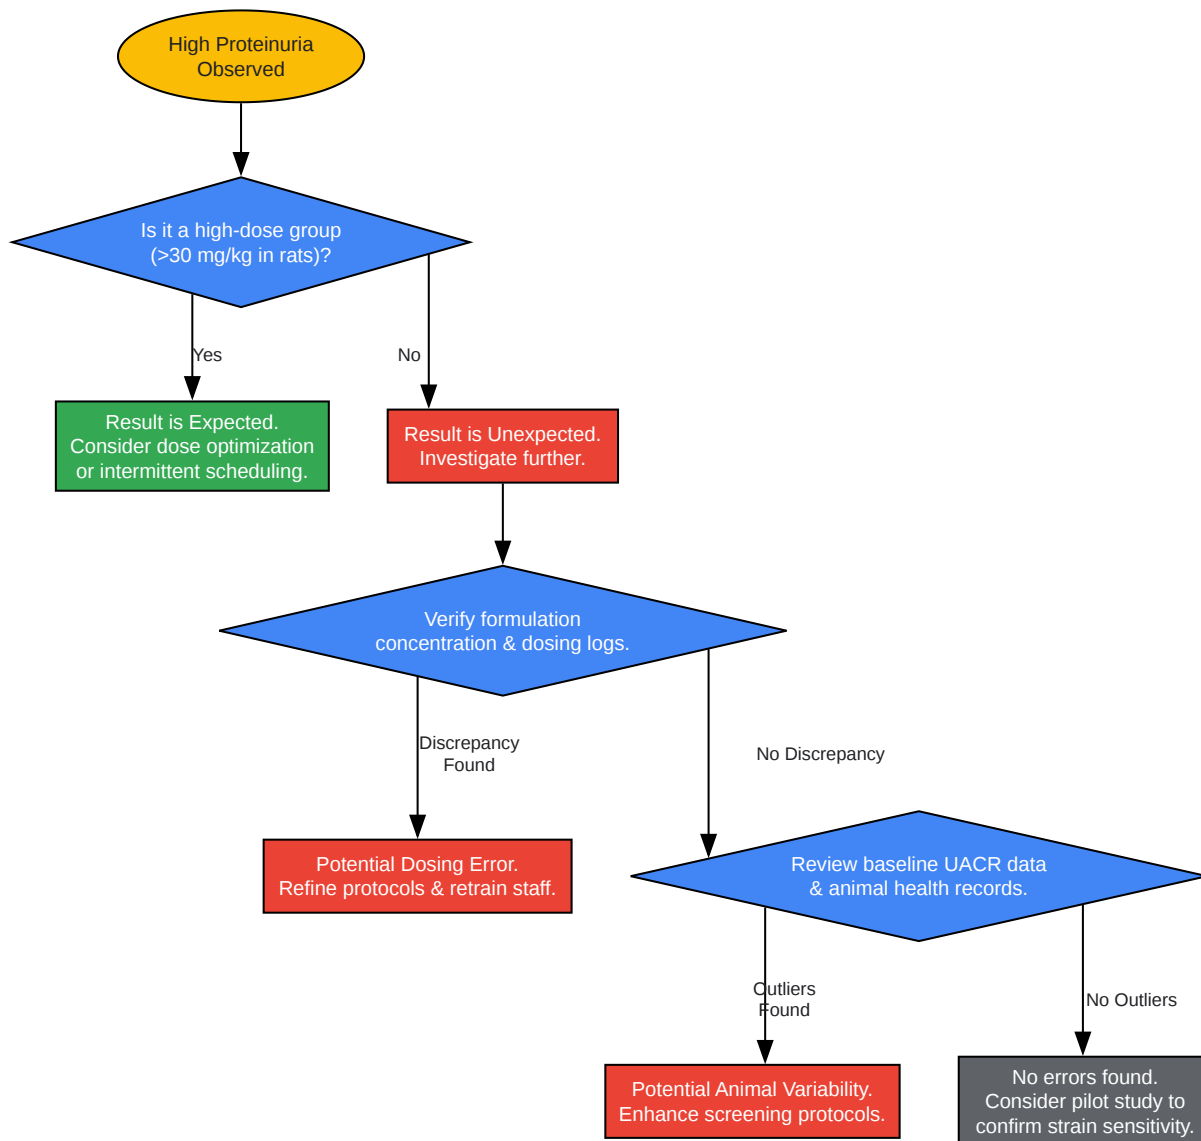 High Proteinuria
Observed
Is it a high-dose group
(>30 mg/kg in rats)?
Yes
No
Result is Expected.
Consider dose optimization
or intermittent scheduling.
Result is Unexpected.
Investigate further.
Verify formulation
concentration & dosing logs.
Discrepancy
Found
No Discrepancy
Potential Dosing Error.
Refine protocols & retrain staff.
Review baseline UACR data
& animal health records.
Outliers
Found
No Outliers
Potential Animal Variability.
Enhance screening protocols.
No errors found.
Consider pilot study to
confirm strain sensitivity.